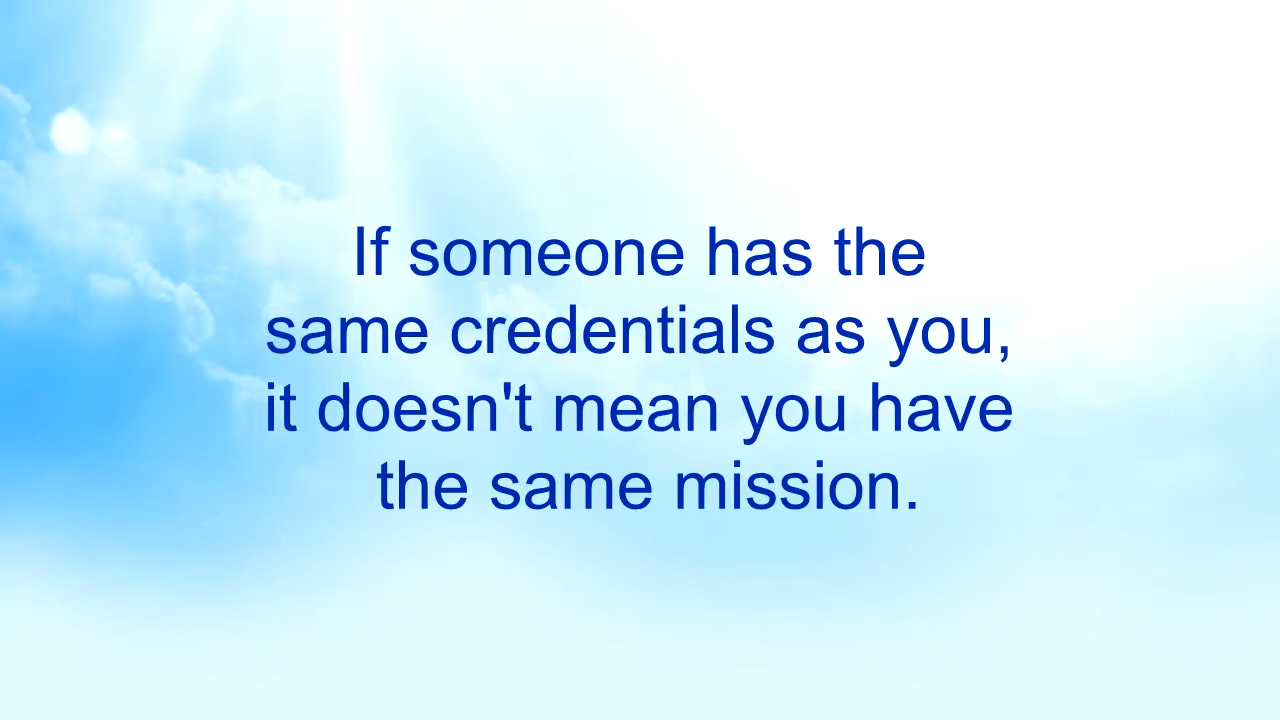 If someone has the
same credentials as you,
it doesn't mean you have
the same mission.